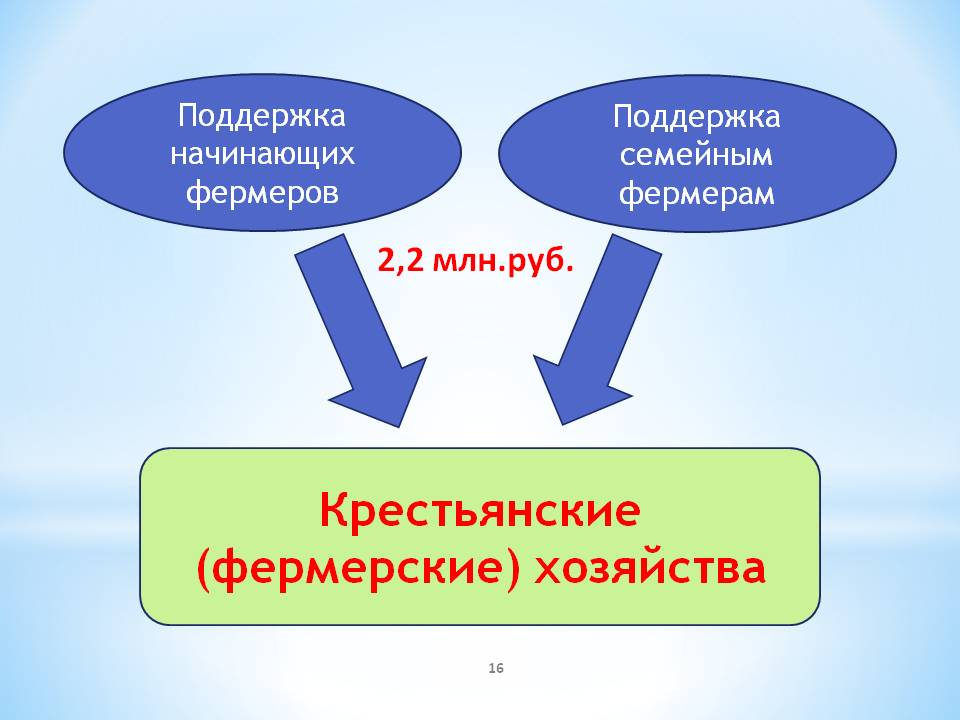 Поддержка
начинающих
фермеров
Поддержка
семейным
фермерам
2,2 млн.руб.
Крестьянские
(фермерские) хозяйства
16